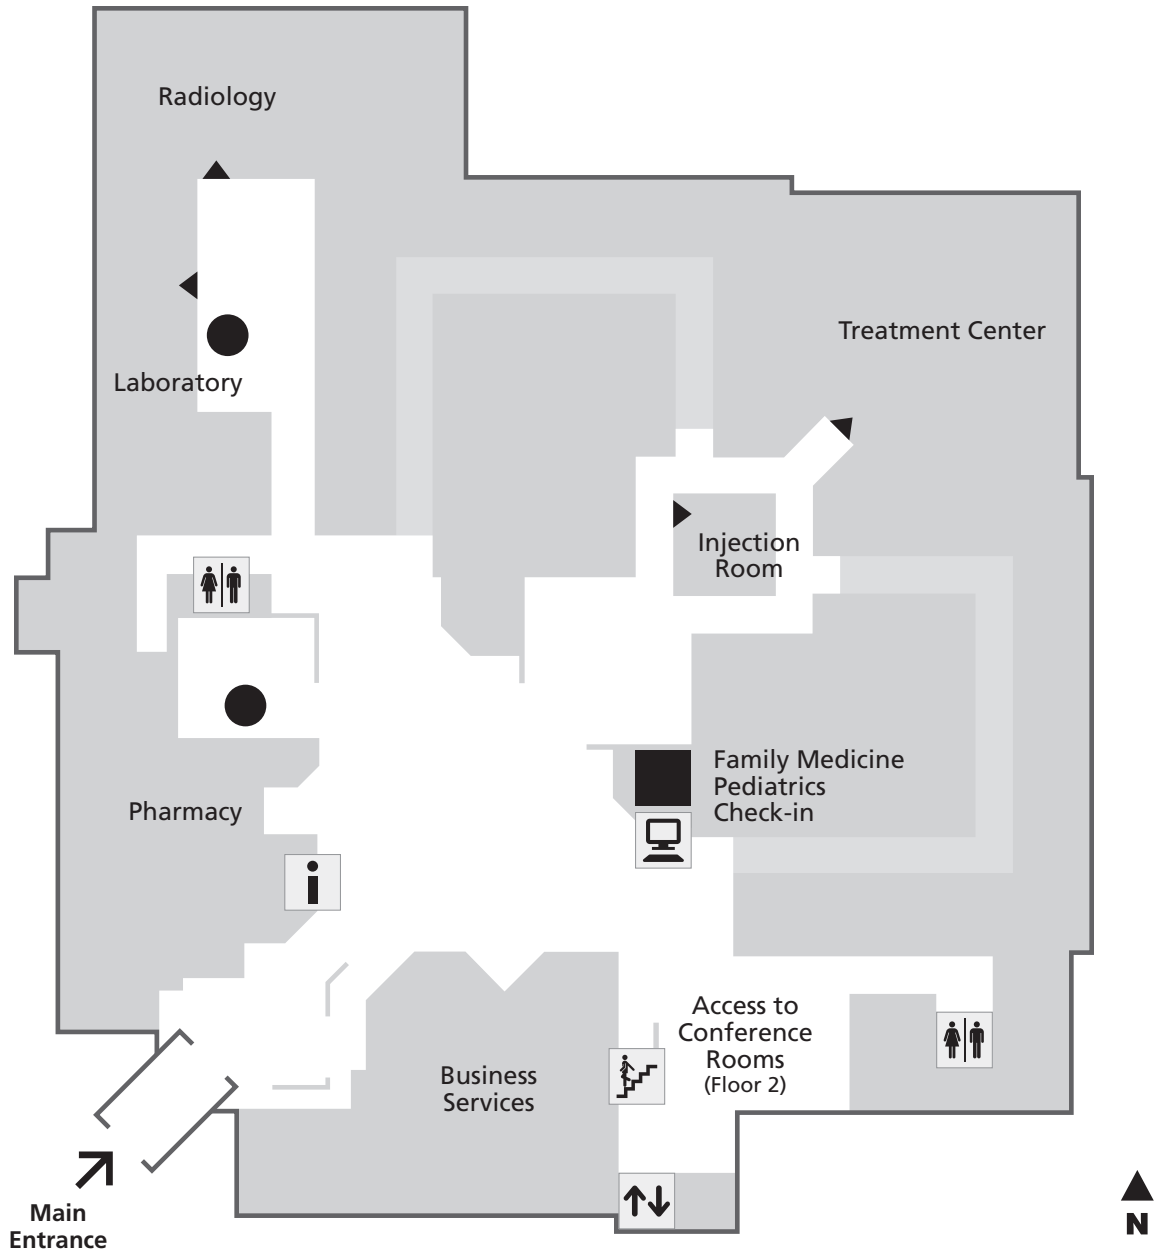 Radiology
Treatment Center
Laboratory
Injection
Room
Family Medicine
Pediatrics
Check-in
Pharmacy
Access to
Conference
Rooms
(Floor 2)
Business
Services
Main
Entrance
N